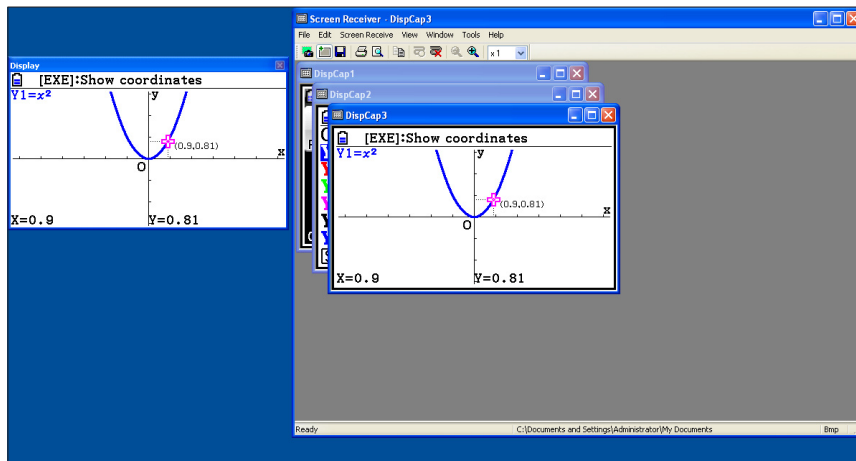 Display
[EXE]:Show coordinates
Y1=x²
y
(0.9,0.81)
x
O
X=0.9 Y=0.81
Screen Receiver - DispCap3
File Edit Screen Receive View Window Tools Help
x 1
DispCap1
DispCap2
DispCap3
[EXE]:Show coordinates
Y1=x²
y
(0.9,0.81)
x
O
X=0.9 Y=0.81
Ready C:\Documents and Settings\Administrator\My Documents Bmp